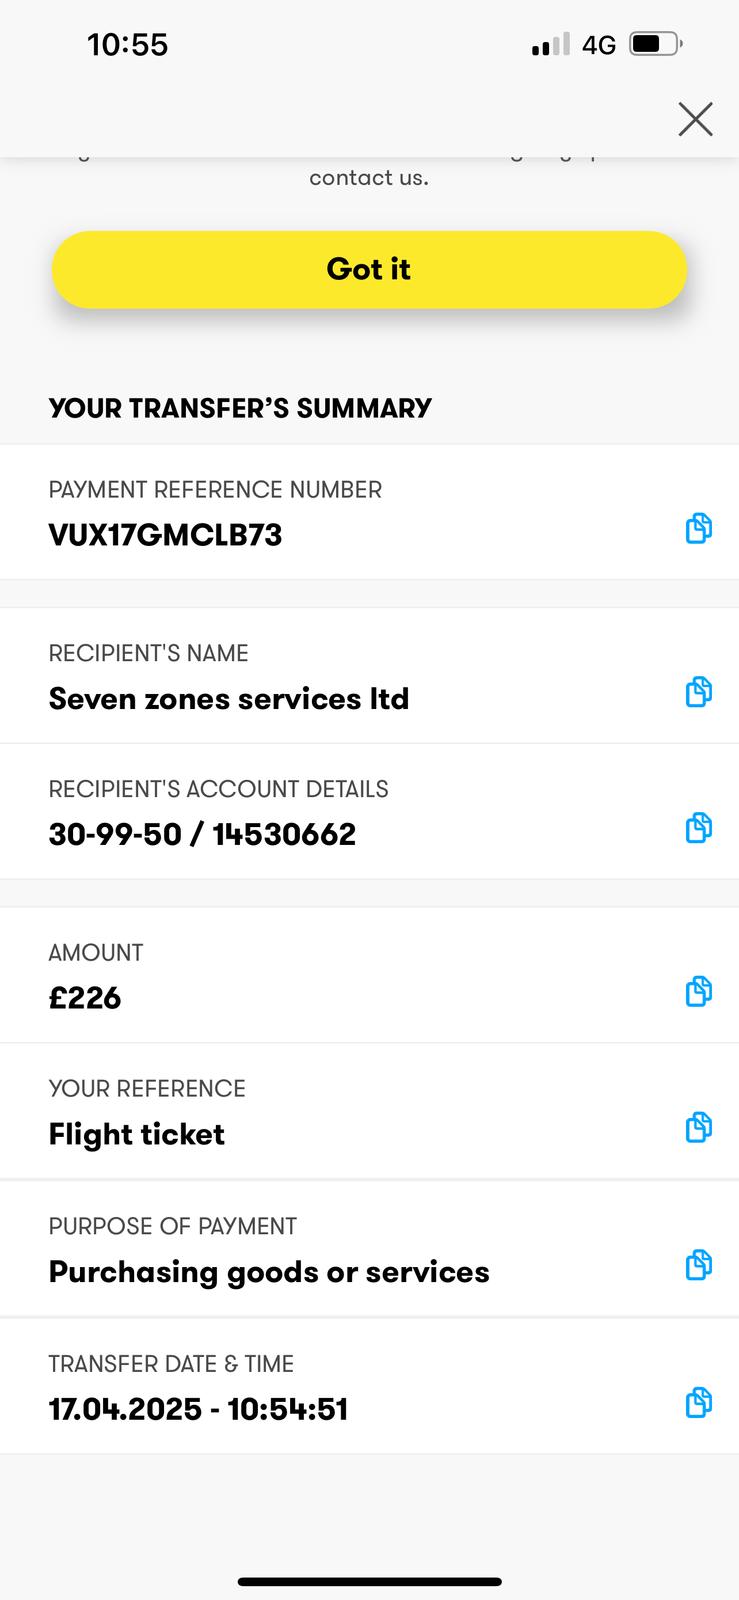 10:55
4G
contact us.
Got it
YOUR TRANSFER’S SUMMARY
PAYMENT REFERENCE NUMBER
VUX17GMCLB73
RECIPIENT'S NAME
Seven zones services ltd
RECIPIENT'S ACCOUNT DETAILS
30-99-50 / 14530662
AMOUNT
£226
YOUR REFERENCE
Flight ticket
PURPOSE OF PAYMENT
Purchasing goods or services
TRANSFER DATE & TIME
17.04.2025 - 10:54:51